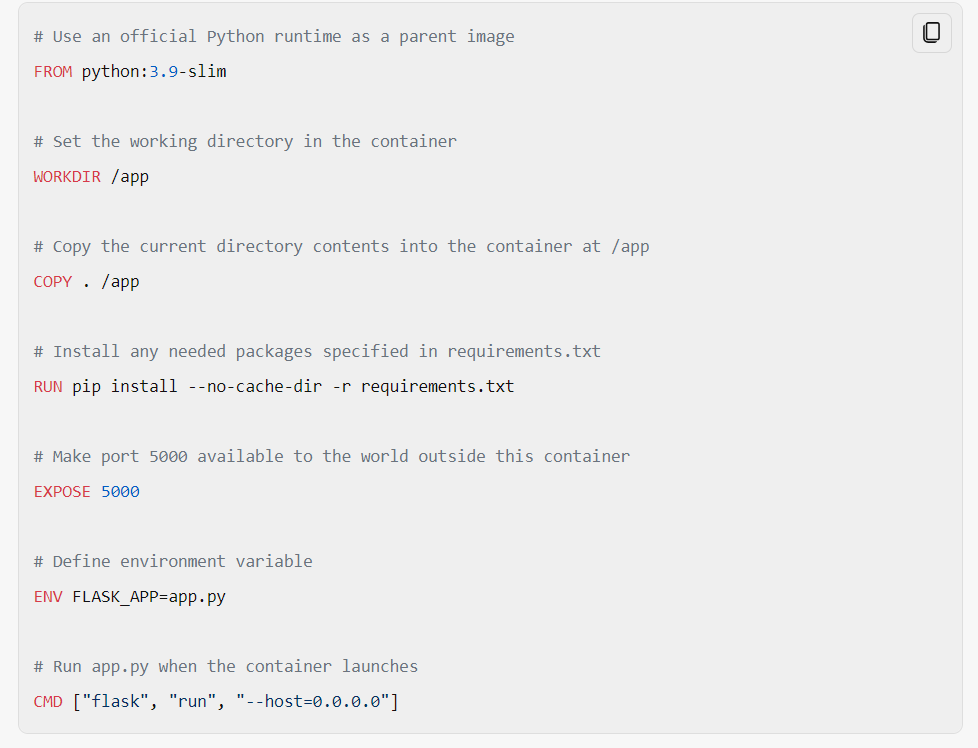 # Use an official Python runtime as a parent image
FROM python:3.9-slim
# Set the working directory in the container
WORKDIR /app
# Copy the current directory contents into the container at /app
COPY . /app
# Install any needed packages specified in requirements.txt
RUN pip install --no-cache-dir -r requirements.txt
# Make port 5000 available to the world outside this container
EXPOSE 5000
# Define environment variable
ENV FLASK_APP=app.py
# Run app.py when the container launches
CMD ["flask", "run", "--host=0.0.0.0"]